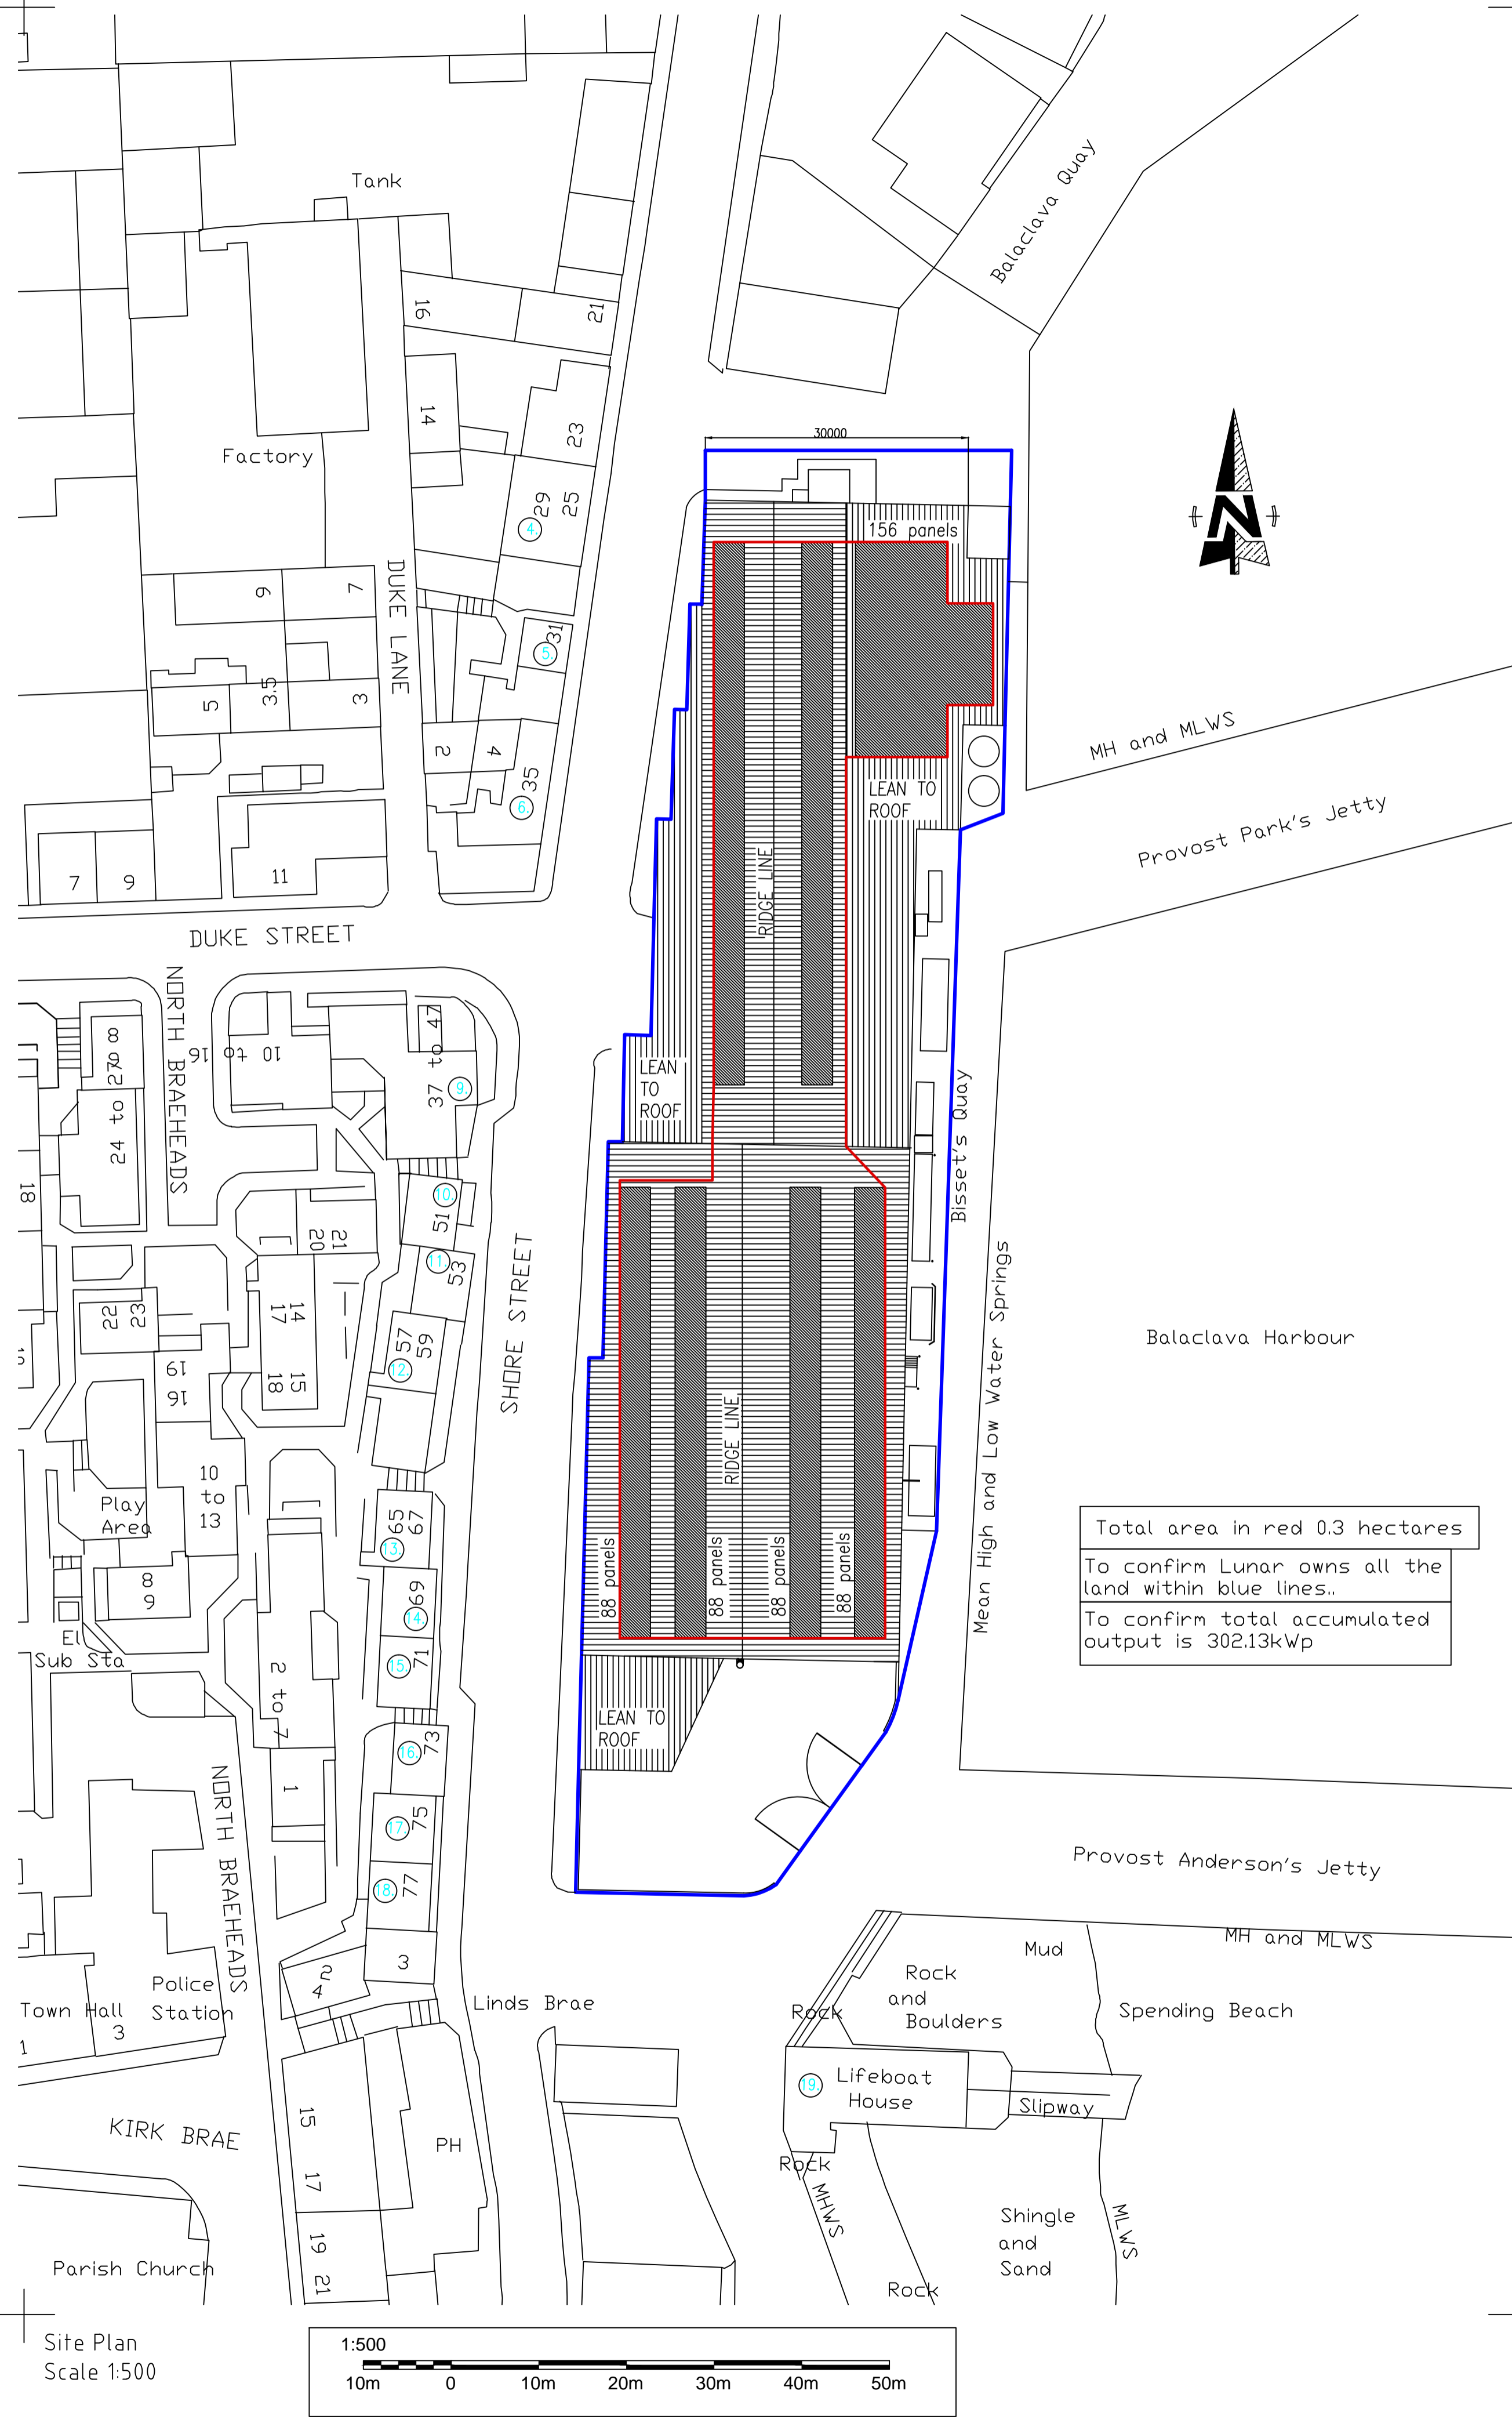 Tank
Balaclava Quay
16
21
14
23
Factory
29
25
4.
30000
N
156 panels
6
7
DUKE LANE
31
5.
5
3.5
3
2
4
35
6.
MH and MLWS
LEAN TO
ROOF
Provost Park's Jetty
7
9
11
RIDGE LINE
DUKE STREET
NORTH BRAEHEADS
10 to 16
37 to 47
9.
24 to 27
8
9
LEAN
TO
ROOF
Bisset's Quay
18
10.
51
20
21
11.
53
SHORE STREET
Mean High and Low Water Springs
22
23
17
14
18
15
57
59
12.
19
16
Balaclava Harbour
RIDGE LINE
10
to
13
Play
Area
65
67
13.
88 panels
88 panels
88 panels
88 panels
Total area in red 0.3 hectares
To confirm Lunar owns all the
land within blue lines..
To confirm total accumulated
output is 302.13kWp
8
9
69
14.
El
Sub Sta
71
15.
2 to 7
LEAN TO
ROOF
73
16.
1
75
17.
NORTH BRAEHEADS
77
18.
Provost Anderson's Jetty
3
2
4
MH and MLWS
Mud
Police
Station
Town Hall
1
3
Linds Brae
Rock
Rock
and
Boulders
Spending Beach
19.
Lifeboat
House
Slipway
KIRK BRAE
15
17
PH
Rock
MHWS
Shingle
and
Sand
MLWS
19
21
Parish Church
Rock
Site Plan
Scale 1:500
1:500
10m 0 10m 20m 30m 40m 50m